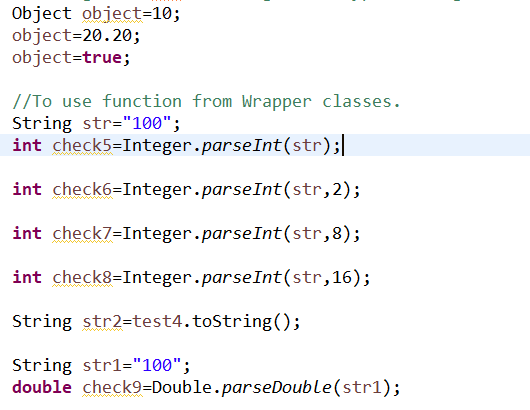 Object object=10;
object=20.20;
object=true;
//To use function from Wrapper classes.
String str="100";
int check5=Integer.parseInt(str);
int check6=Integer.parseInt(str,2);
int check7=Integer.parseInt(str,8);
int check8=Integer.parseInt(str,16);
String str2=test4.toString();
String str1="100";
double check9=Double.parseDouble(str1);